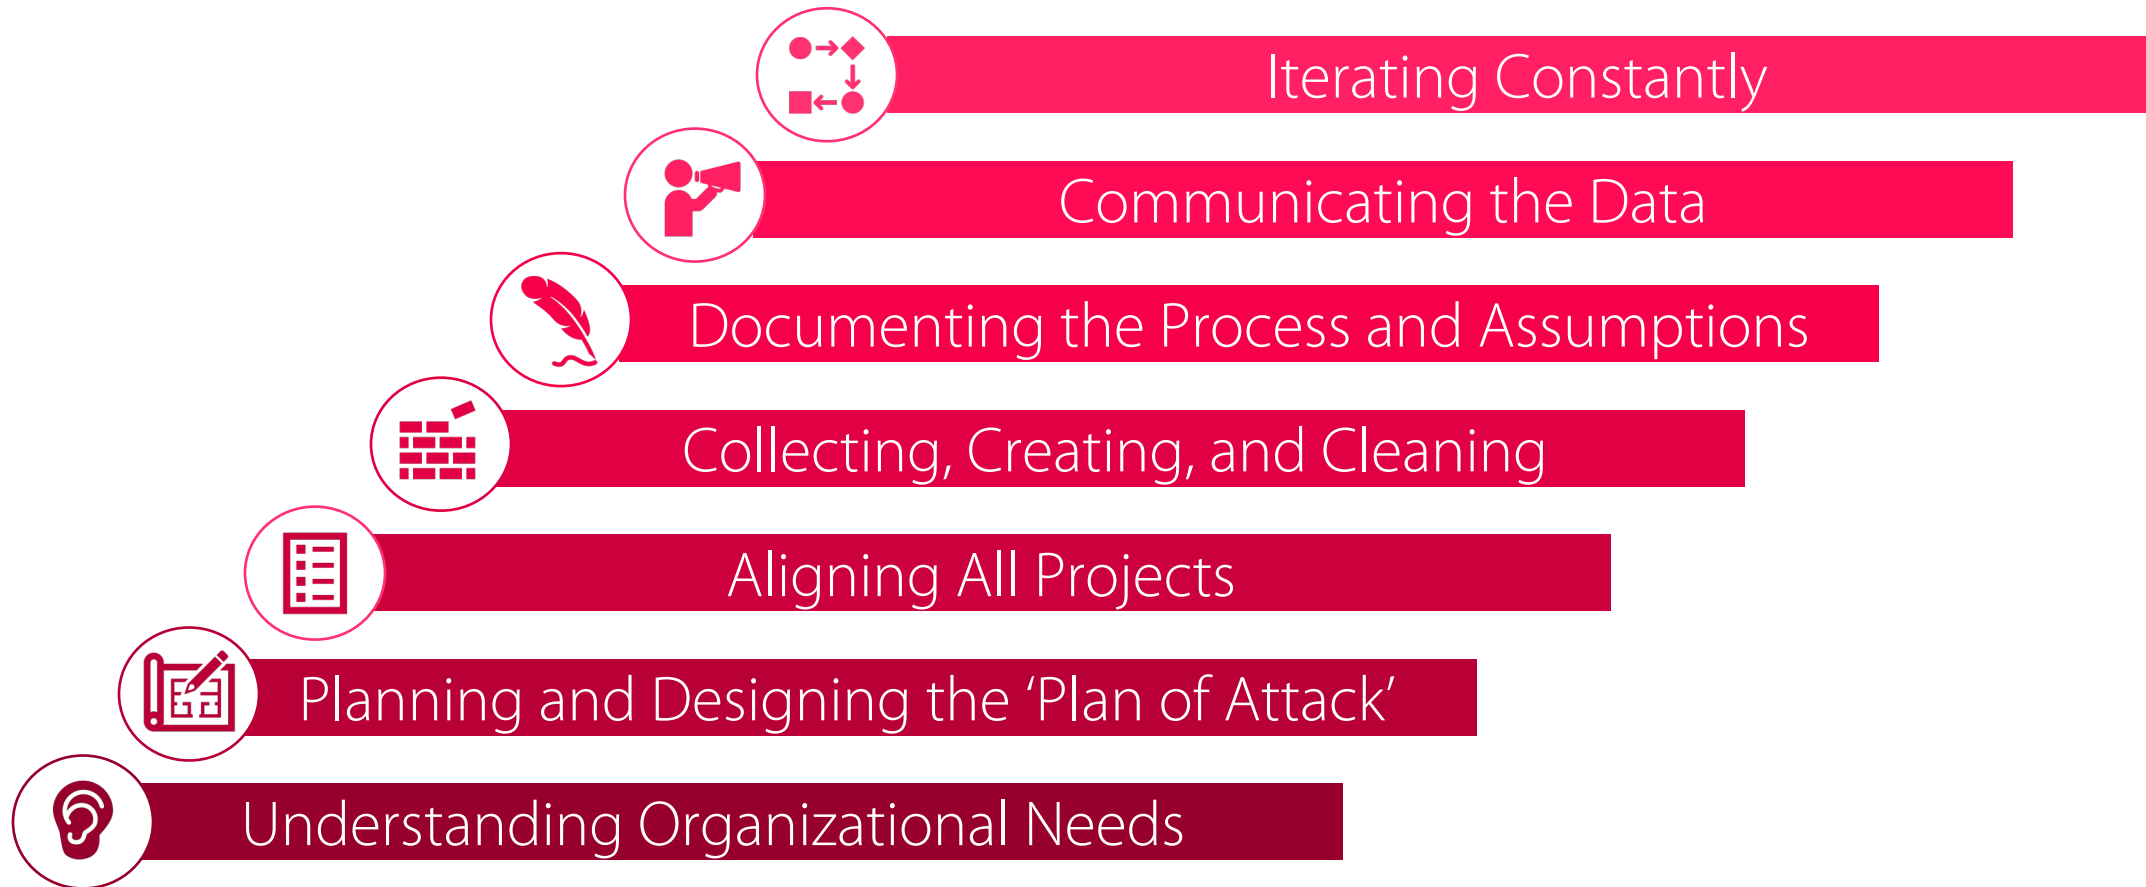 Iterating Constantly
Communicating the Data
Documenting the Process and Assumptions
Collecting, Creating, and Cleaning
Aligning All Projects
Planning and Designing the ‘Plan of Attack’
Understanding Organizational Needs